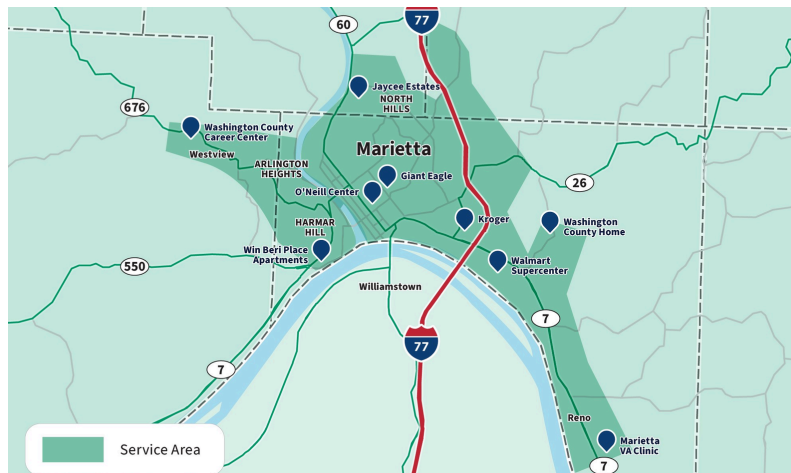 77
60
Jaycee Estates
NORTH
HILLS
676
Washington County
Career Center
Westview
Marietta
ARLINGTON
HEIGHTS
Giant Eagle
26
O'Neill Center
Kroger
Washington
County Home
HARMAR
HILL
Win Beri Place
Apartments
Walmart
Supercenter
550
Williamstown
7
77
7
Reno
Service Area
Marietta
VA Clinic
7